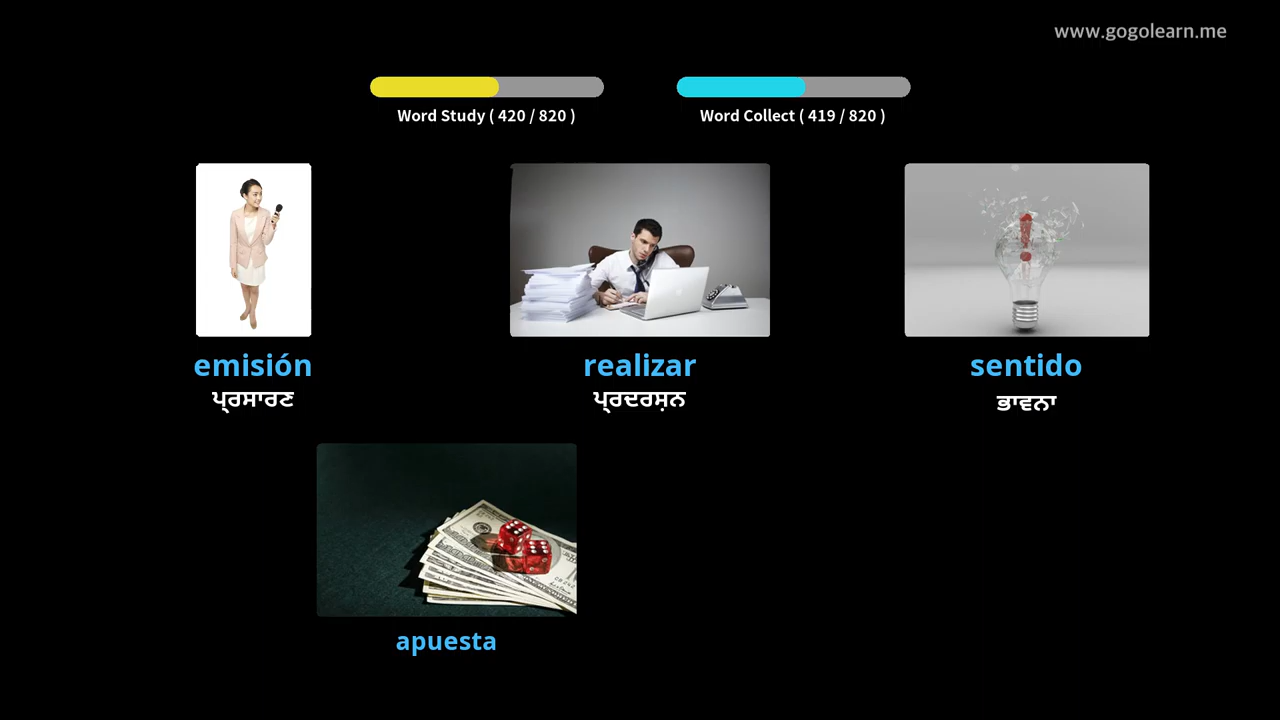 www.gogolearn.me
Word Study ( 420 / 820 )
Word Collect ( 419 / 820 )
emisión
ਪ੍ਰਸਾਰਣ
realizar
ਪ੍ਰਦਰਸ਼ਨ
sentido
ਭਾਵਨਾ
apuesta